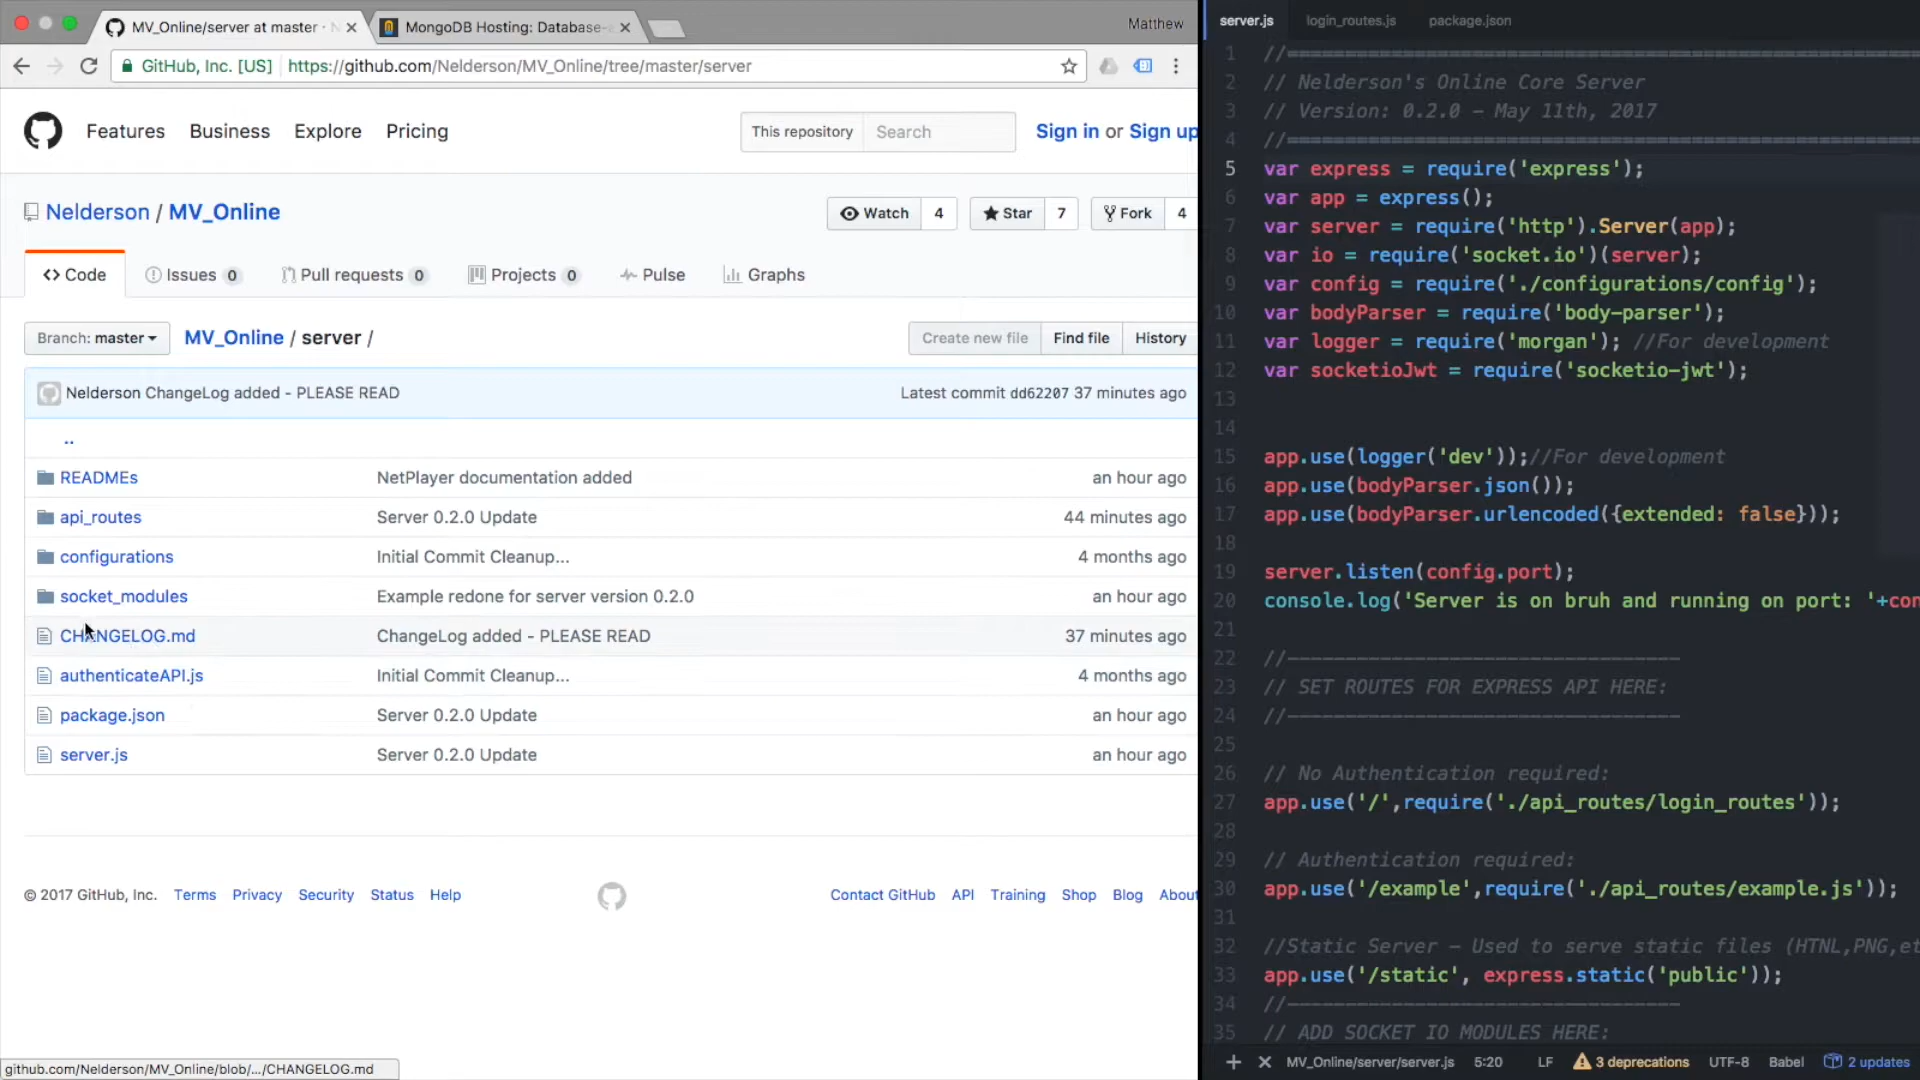 MV_Online/server at master · N
MongoDB Hosting: Database-
Matthew
GitHub, Inc. [US] https://github.com/Nelderson/MV_Online/tree/master/server
Features Business Explore Pricing
This repository Search
Sign in or Sign up
Nelderson / MV_Online
Watch 4 Star 7 Fork 4
Code Issues 0 Pull requests 0 Projects 0 Pulse Graphs
Branch: master MV_Online / server /
Create new file Find file History
Nelderson ChangeLog added - PLEASE READ Latest commit dd62207 37 minutes ago
..
READMEs NetPlayer documentation added an hour ago
api_routes Server 0.2.0 Update 44 minutes ago
configurations Initial Commit Cleanup... 4 months ago
socket_modules Example redone for server version 0.2.0 an hour ago
CHANGELOG.md ChangeLog added - PLEASE READ 37 minutes ago
authenticateAPI.js Initial Commit Cleanup... 4 months ago
package.json Server 0.2.0 Update an hour ago
server.js Server 0.2.0 Update an hour ago
© 2017 GitHub, Inc. Terms Privacy Security Status Help
Contact GitHub API Training Shop Blog About
github.com/Nelderson/MV_Online/blob/.../CHANGELOG.md
server.js login_routes.js package.json
1 //=======================================================
2 // Nelderson's Online Core Server
3 // Version: 0.2.0 - May 11th, 2017
4 //=======================================================
5 var express = require('express');
6 var app = express();
7 var server = require('http').Server(app);
8 var io = require('socket.io')(server);
9 var config = require('./configurations/config');
10 var bodyParser = require('body-parser');
11 var logger = require('morgan'); //For development
12 var socketioJwt = require('socketio-jwt');
13
14
15 app.use(logger('dev'));//For development
16 app.use(bodyParser.json());
17 app.use(bodyParser.urlencoded({extended: false}));
18
19 server.listen(config.port);
20 console.log('Server is on bruh and running on port: '+con
21
22 //----------------------------------
23 // SET ROUTES FOR EXPRESS API HERE:
24 //----------------------------------
25
26 // No Authentication required:
27 app.use('/',require('./api_routes/login_routes'));
28
29 // Authentication required:
30 app.use('/example',require('./api_routes/example.js'));
31
32 //Static Server - Used to serve static files (HTNL,PNG,et
33 app.use('/static', express.static('public'));
34 //----------------------------------
35 // ADD SOCKET IO MODULES HERE:
MV_Online/server/server.js 5:20 LF 3 deprecations UTF-8 Babel 2 updates